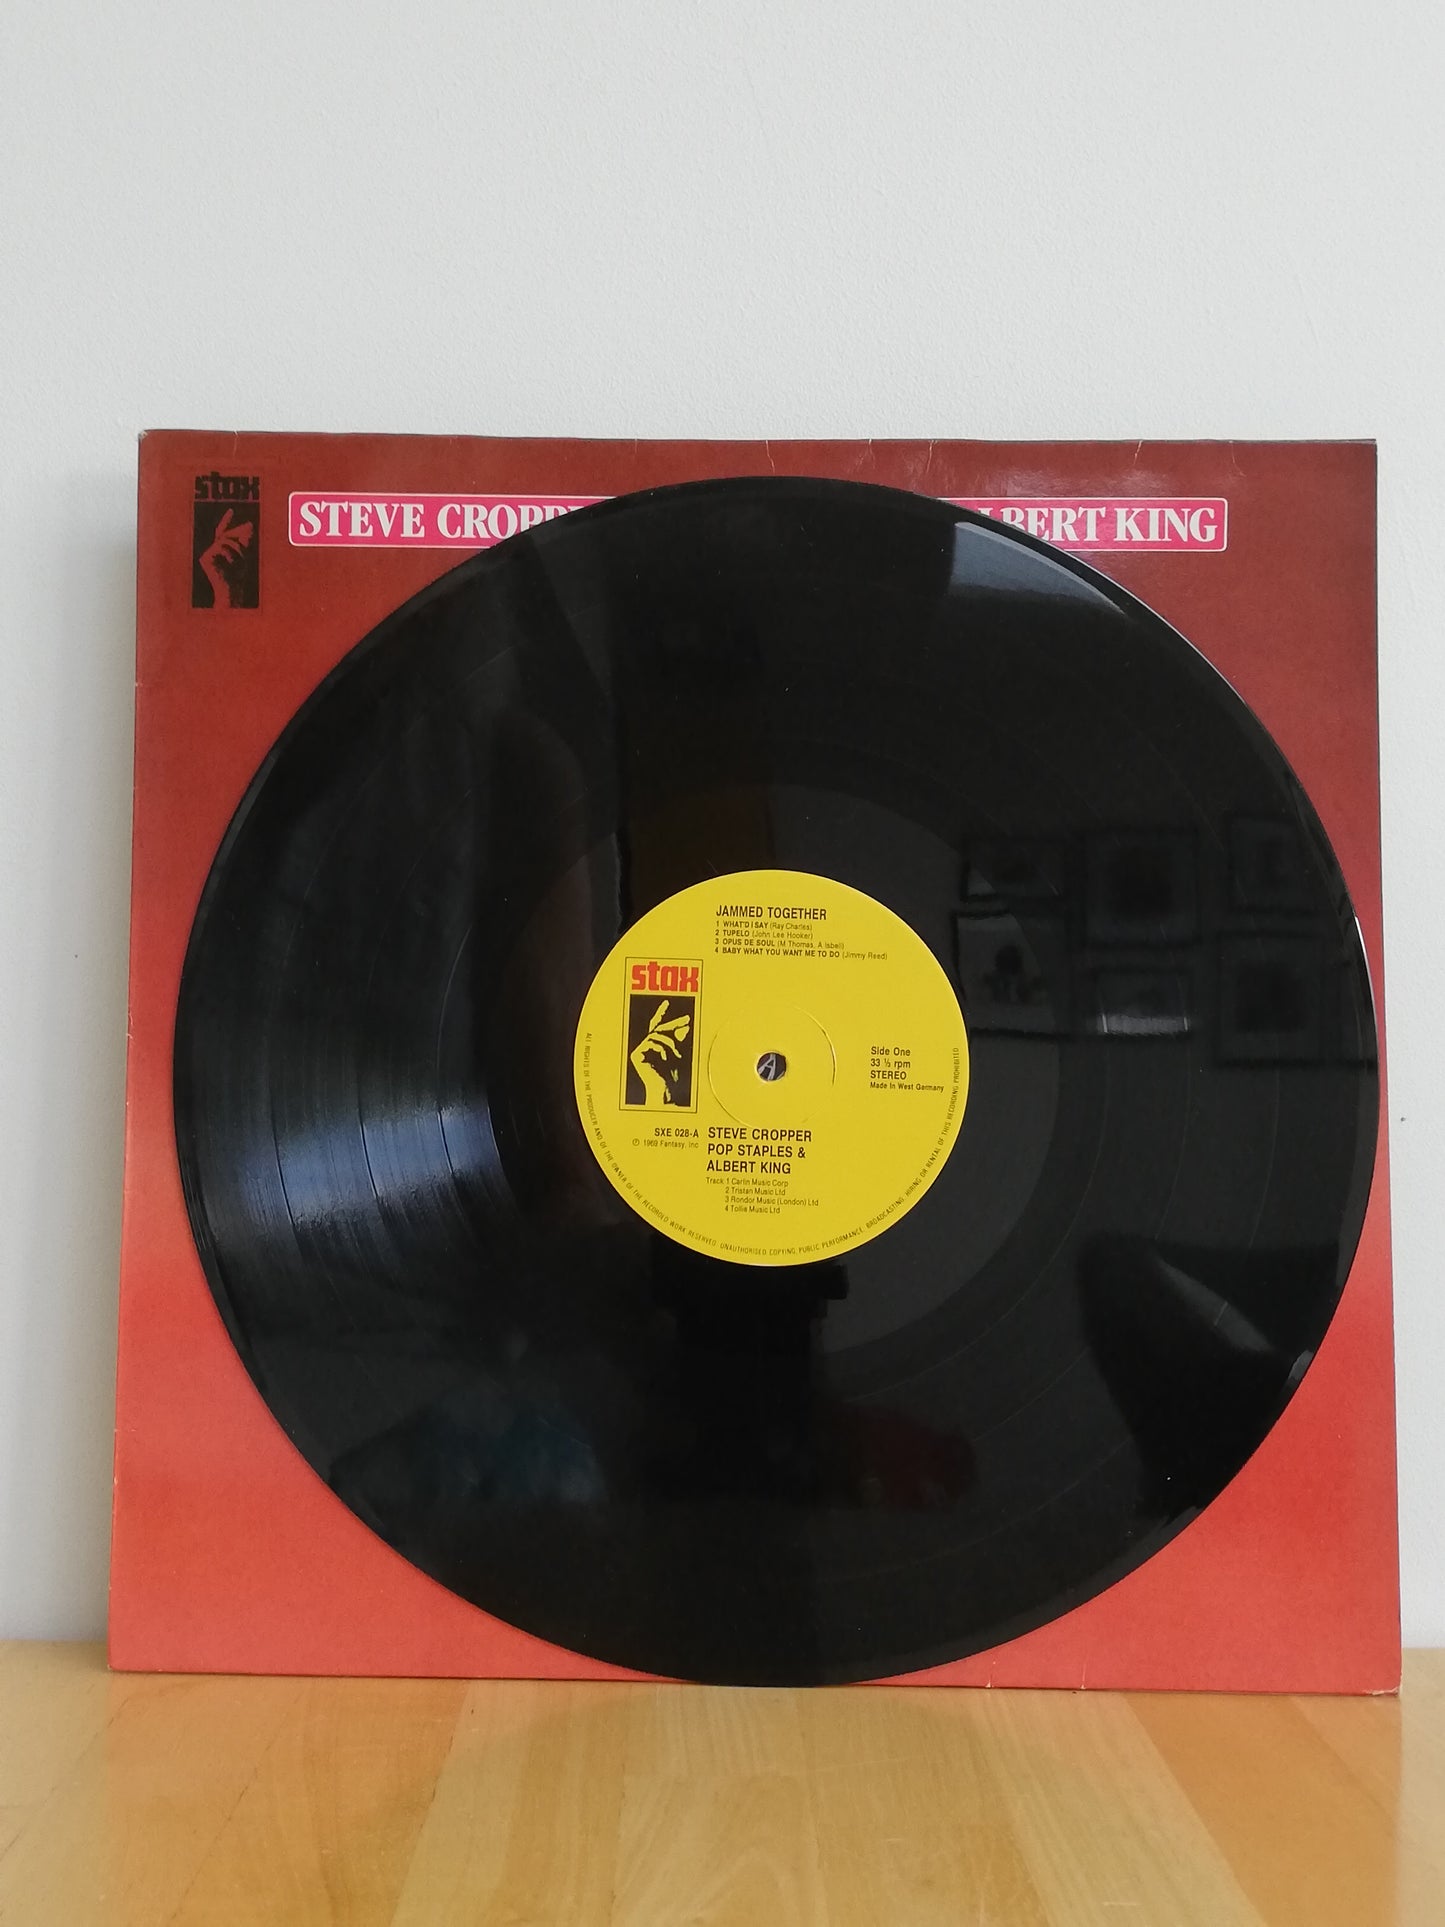 stax
STEVE CROPP
LBERT KING
JAMMED TOGETHER
1 WHAT'D I SAY (Ray Charles)
2 TUPELO (John Lee Hooker)
3 OPUS DE SOUL (M Thomas, A Isbell)
4 BABY WHAT YOU WANT ME TO DO (Jimmy Reed)
stax
A
Side One
33 ⅓ rpm
STEREO
Made in West Germany
SXE 028-A
℗ 1969 Fantasy, Inc
STEVE CROPPER
POP STAPLES &
ALBERT KING
Track 1 Carlin Music Corp
2 Tristan Music Ltd
3 Rondor Music (London) Ltd
4 Tollie Music Ltd
ALL RIGHTS OF THE PRODUCER AND OF THE OWNER OF THE RECORDED WORK RESERVED. UNAUTHORISED COPYING, PUBLIC PERFORMANCE, BROADCASTING, HIRING OR RENTAL OF THIS RECORDING PROHIBITED